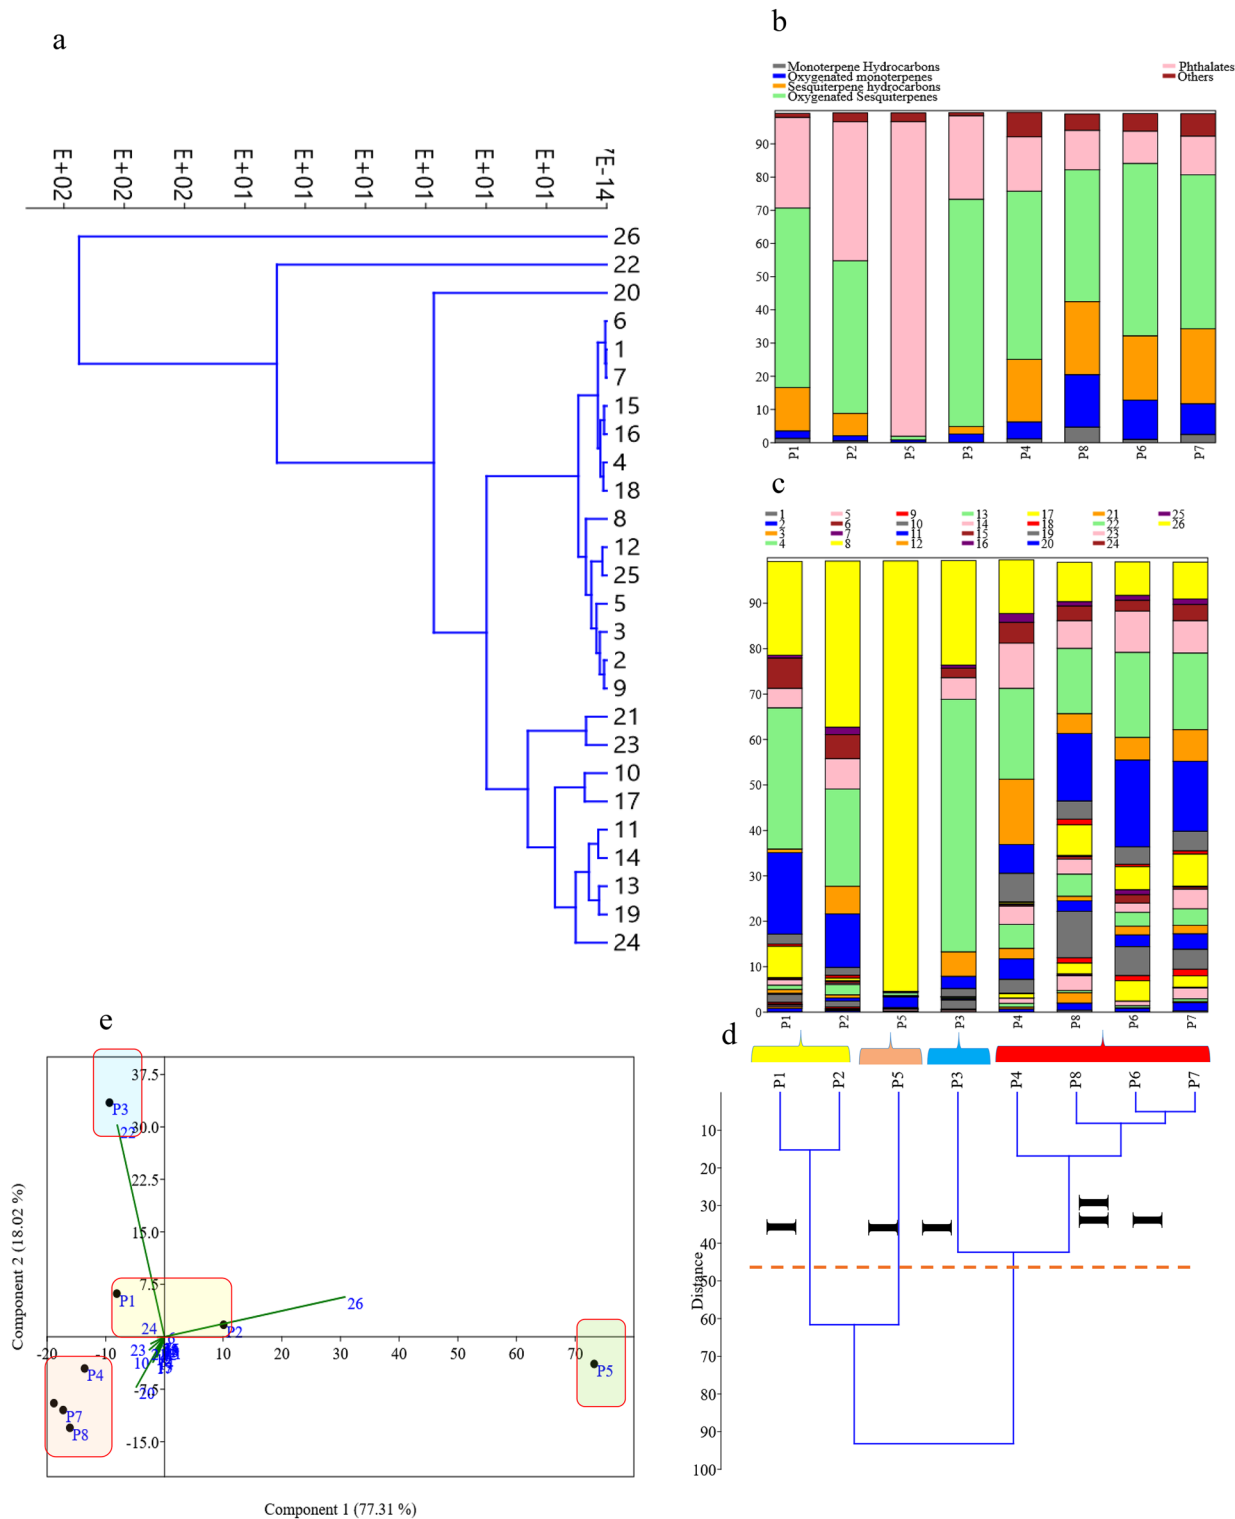 a
E+02
E+02
E+02
E+01
E+01
E+01
E+01
E+01
E+01
7E-14
26
22
20
6
1
7
15
16
4
18
8
12
25
5
3
2
9
21
23
10
17
11
14
13
19
24
b
Monoterpene Hydrocarbons
Oxygenated monoterpenes
Sesquiterpene hydrocarbons
Oxygenated Sesquiterpenes
Phthalates
Others
90
80
70
60
50
40
30
20
10
0
P1 P2 P5 P3 P4 P8 P6 P7
c
1 5 9 13 17 21 25
2 6 10 14 18 22 26
3 7 11 15 19 23
4 8 12 16 20 24
90
80
70
60
50
40
30
20
10
0
P1 P2 P5 P3 P4 P8 P6 P7
d
P1 P2 P5 P3 P4 P8 P6 P7
10
20
30
40
50
60
70
80
90
100
Distance
e
37.5
30.0
22.5
15.0
7.5
-7.5
-15.0
-20 -10 10 20 30 40 50 60 70
P3
22
P1
P2
26
24
23
10
20
P4
P7
P8
P5
Component 2 (18.02 %)
Component 1 (77.31 %)